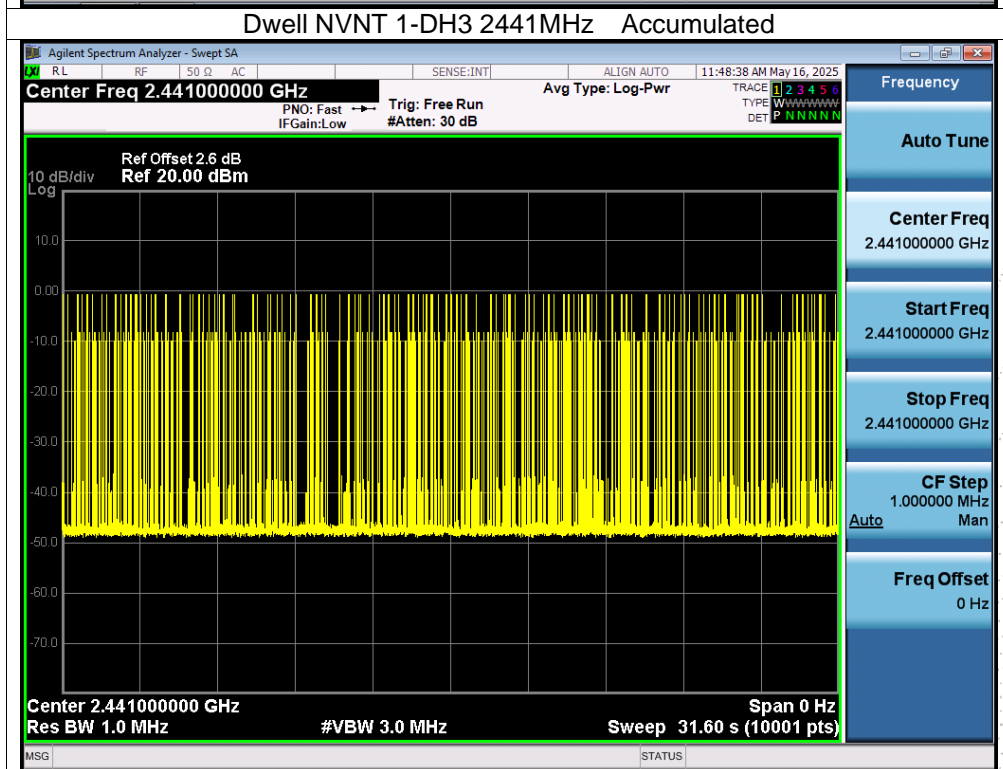 Dwell NVNT 1-DH3 2441MHz Accumulated
Agilent Spectrum Analyzer - Swept SA
LXI RL RF 50 Ω AC SENSE:INT ALIGN AUTO 11:48:38 AM May 16, 2025
Center Freq 2.441000000 GHz
PNO: Fast
IFGain:Low
Trig: Free Run
#Atten: 30 dB
Avg Type: Log-Pwr
TRACE 1 2 3 4 5 6
TYPE WWWWWWW
DET P N N N N N
Ref Offset 2.6 dB
10 dB/div Ref 20.00 dBm
Log
10.0
0.00
-10.0
-20.0
-30.0
-40.0
-50.0
-60.0
-70.0
Center 2.441000000 GHz Span 0 Hz
Res BW 1.0 MHz #VBW 3.0 MHz Sweep 31.60 s (10001 pts)
MSG STATUS
Frequency
Auto Tune
Center Freq
2.441000000 GHz
Start Freq
2.441000000 GHz
Stop Freq
2.441000000 GHz
CF Step
1.000000 MHz
Auto Man
Freq Offset
0 Hz